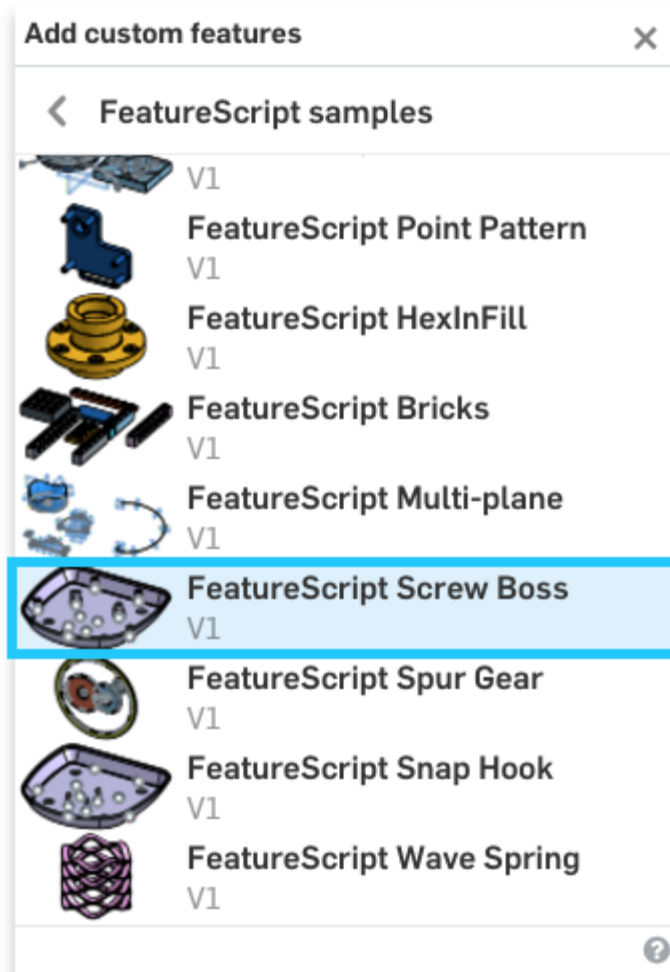 Add custom features
FeatureScript samples
V1
FeatureScript Point Pattern
V1
FeatureScript HexInFill
V1
FeatureScript Bricks
V1
FeatureScript Multi-plane
V1
FeatureScript Screw Boss
V1
FeatureScript Spur Gear
V1
FeatureScript Snap Hook
V1
FeatureScript Wave Spring
V1
?